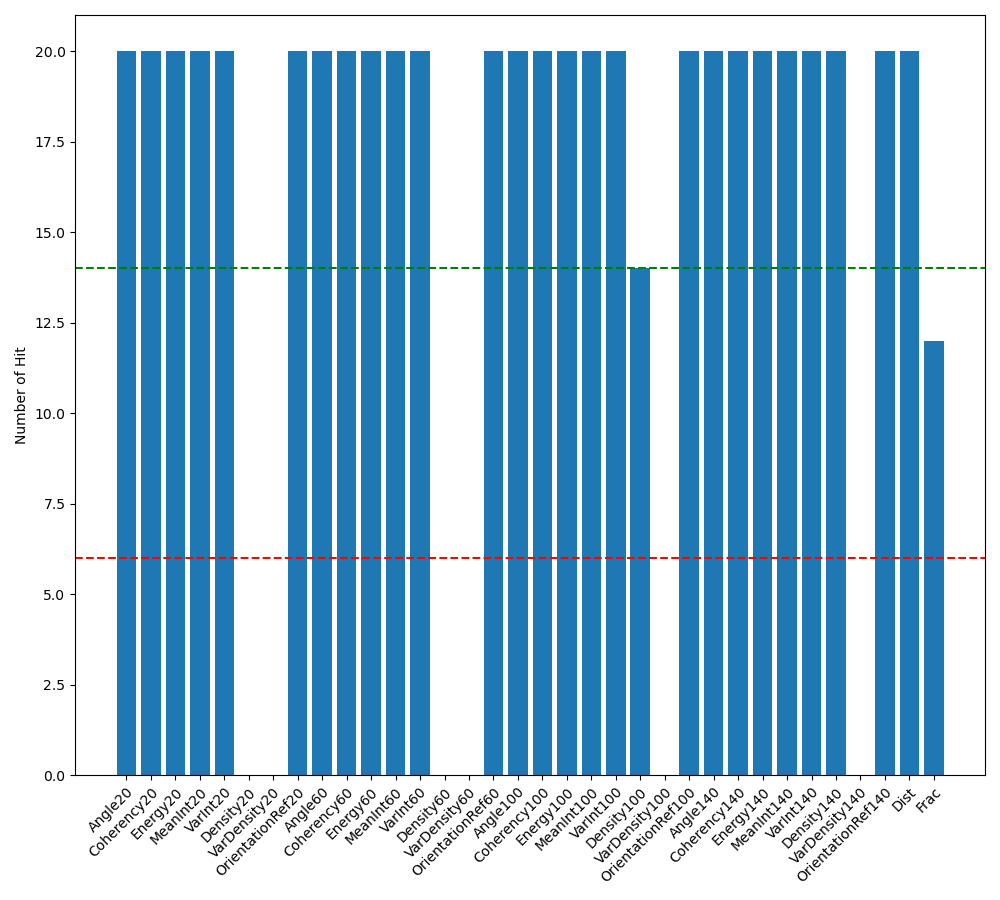 20.0
17.5
15.0
12.5
10.0
7.5
5.0
2.5
0.0
Number of Hit
Angle20
Coherency20
Energy20
MeanInt20
VarInt20
Density20
VarDensity20
OrientationRef20
Angle60
Coherency60
Energy60
MeanInt60
VarInt60
Density60
VarDensity60
OrientationRef60
Angle100
Coherency100
Energy100
MeanInt100
VarInt100
Density100
VarDensity100
OrientationRef100
Angle140
Coherency140
Energy140
MeanInt140
VarInt140
Density140
VarDensity140
OrientationRef140
Dist
Frac